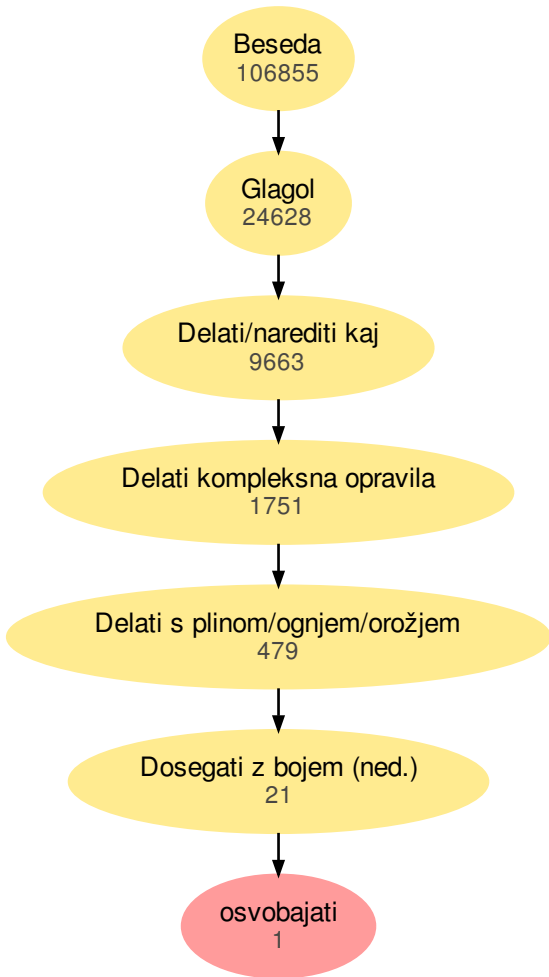 Beseda
106855
Glagol
24628
Delati/narediti kaj
9663
Delati kompleksna opravila
1751
Delati s plinom/ognjem/orožjem
479
Dosegati z bojem (ned.)
21
osvobajati
1